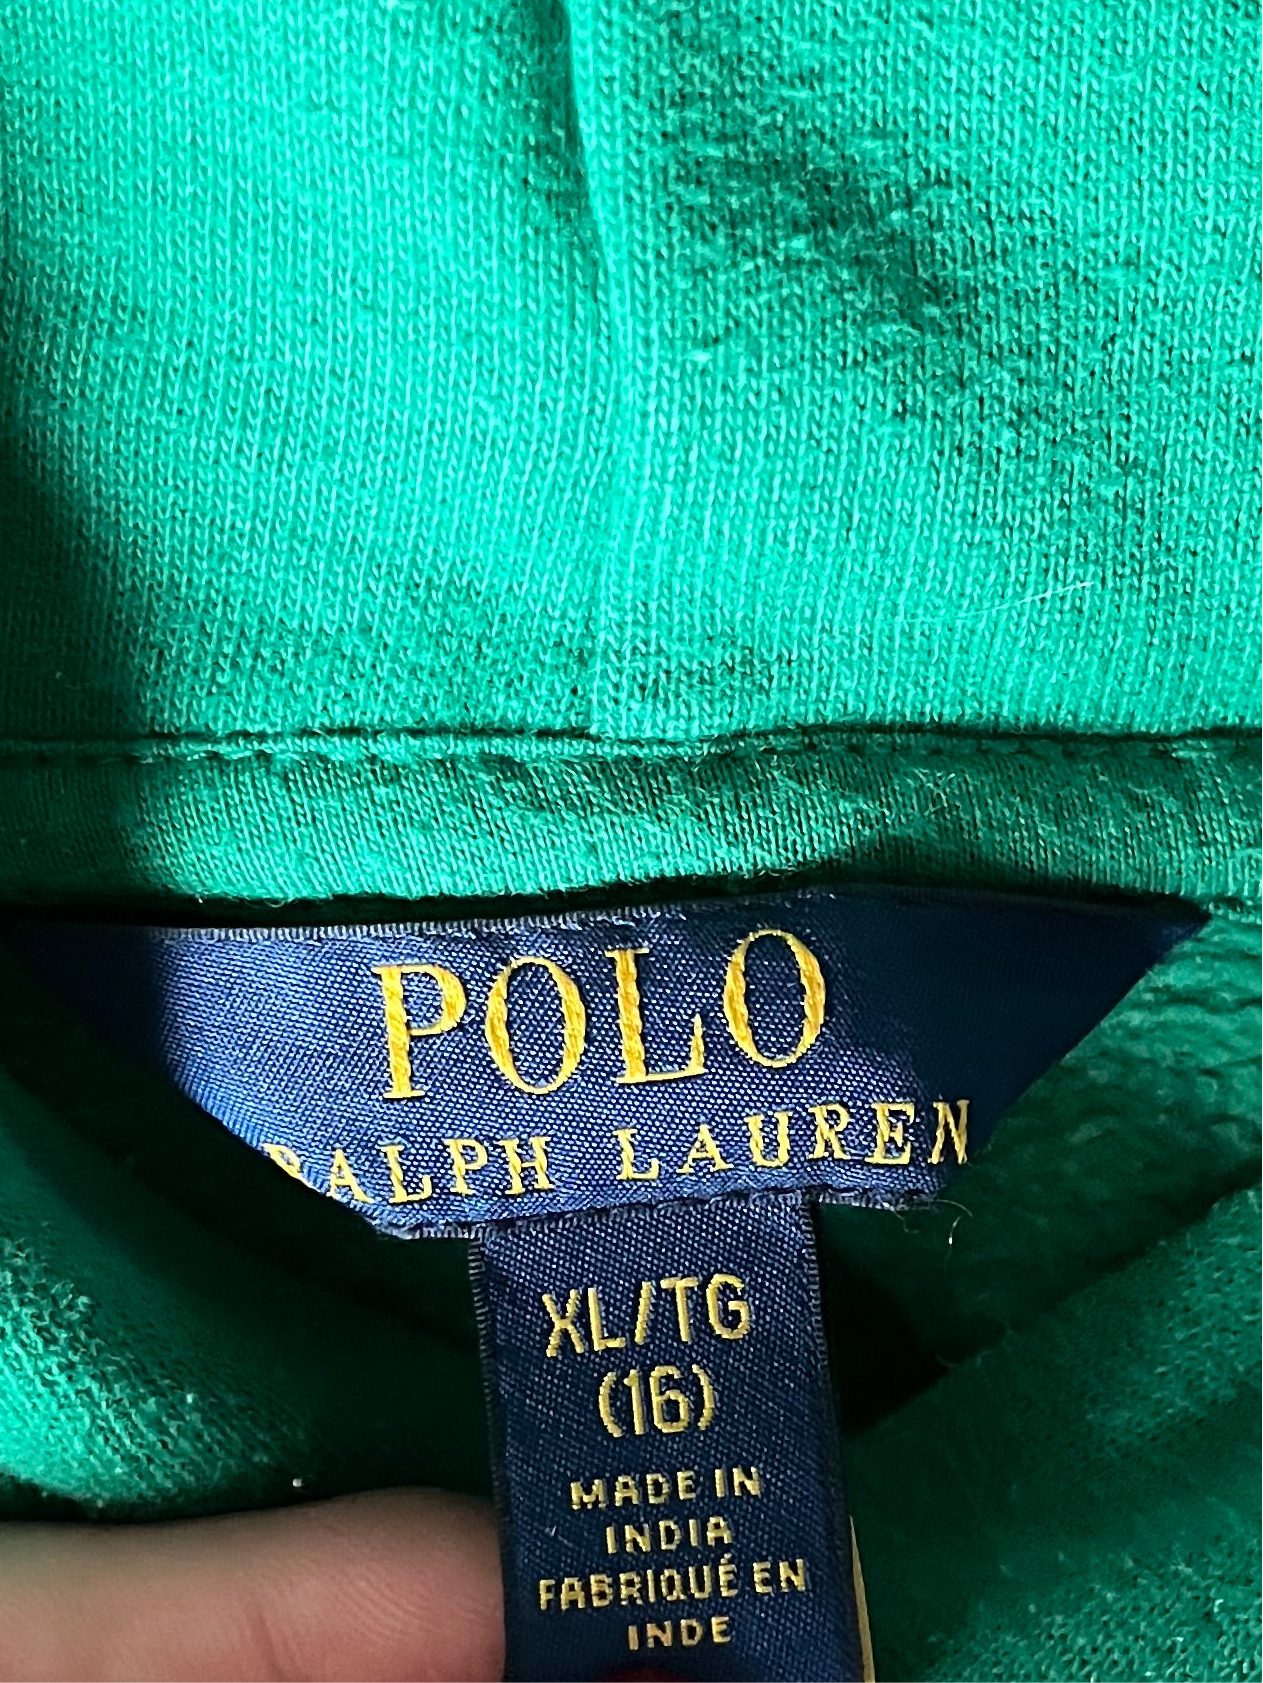 POLO
RALPH LAUREN
XL/TG
(16)
MADE IN
INDIA
FABRIQUÉ EN
INDE